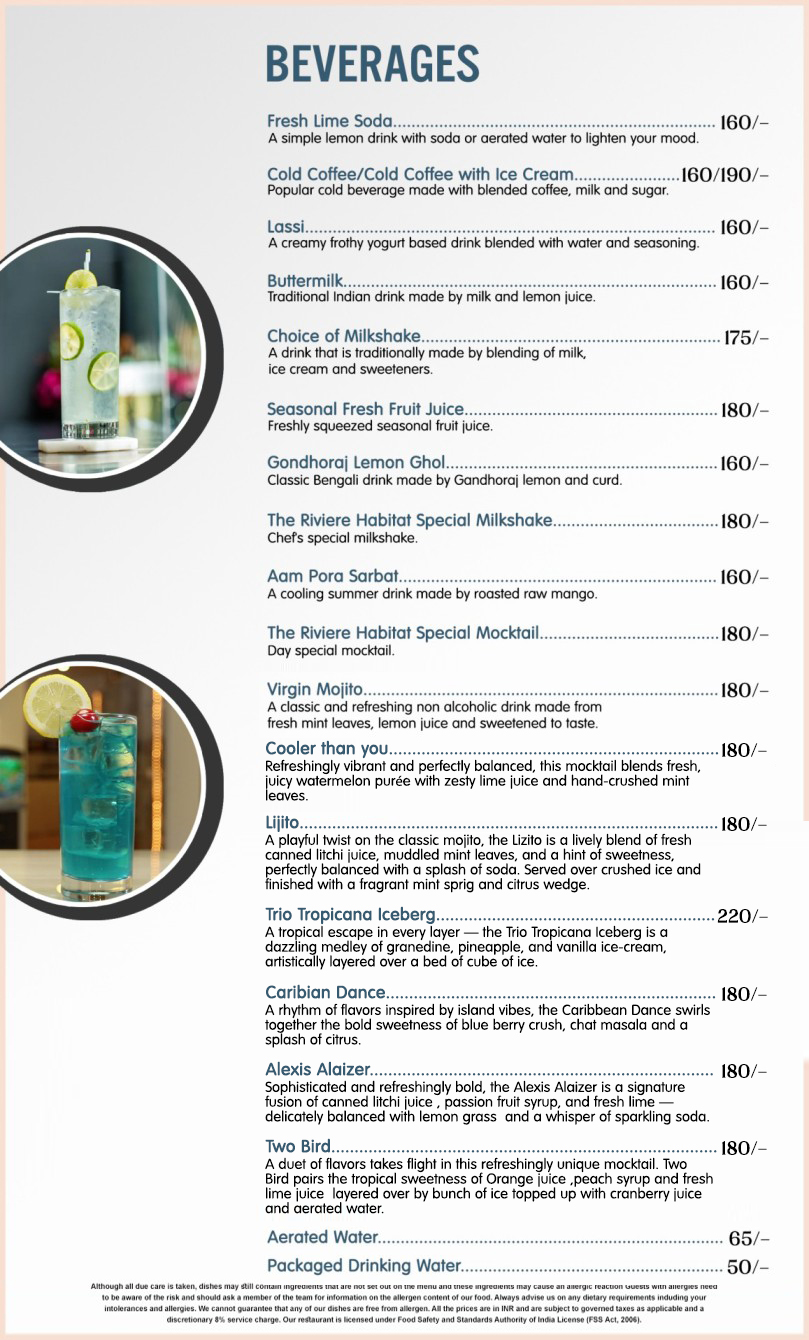 BEVERAGES
Fresh Lime Soda................................................................................ 160/-
A simple lemon drink with soda or aerated water to lighten your mood.
Cold Coffee/Cold Coffee with Ice Cream..........................160/190/-
Popular cold beverage made with blended coffee, milk and sugar.
Lassi...................................................................................................... 160/-
A creamy frothy yogurt based drink blended with water and seasoning.
Buttermilk............................................................................................. 160/-
Traditional Indian drink made by milk and lemon juice.
Choice of Milkshake........................................................................... 175/-
A drink that is traditionally made by blending of milk,
ice cream and sweeteners.
Seasonal Fresh Fruit Juice............................................................... 180/-
Freshly squeezed seasonal fruit juice.
Gondhoraj Lemon Ghol.................................................................... 160/-
Classic Bengali drink made by Gandhoraj lemon and curd.
The Riviere Habitat Special Milkshake.........................................180/-
Chef's special milkshake.
Aam Pora Sarbat................................................................................ 160/-
A cooling summer drink made by roasted raw mango.
The Riviere Habitat Special Mocktail............................................180/-
Day special mocktail.
Virgin Mojito........................................................................................180/-
A classic and refreshing non alcoholic drink made from
fresh mint leaves, lemon juice and sweetened to taste.
Cooler than you..................................................................................180/-
Refreshingly vibrant and perfectly balanced, this mocktail blends fresh,
juicy watermelon purée with zesty lime juice and hand-crushed mint
leaves.
Lijito.......................................................................................................180/-
A playful twist on the classic mojito, the Lizito is a lively blend of fresh
canned litchi juice, muddled mint leaves, and a hint of sweetness,
perfectly balanced with a splash of soda. Served over crushed ice and
finished with a fragrant mint sprig and citrus wedge.
Trio Tropicana Iceberg......................................................................220/-
A tropical escape in every layer — the Trio Tropicana Iceberg is a
dazzling medley of granedine, pineapple, and vanilla ice-cream,
artistically layered over a bed of cube of ice.
Caribian Dance.................................................................................. 180/-
A rhythm of flavors inspired by island vibes, the Caribbean Dance swirls
together the bold sweetness of blue berry crush, chat masala and a
splash of citrus.
Alexis Alaizer...................................................................................... 180/-
Sophisticated and refreshingly bold, the Alexis Alaizer is a signature
fusion of canned litchi juice , passion fruit syrup, and fresh lime —
delicately balanced with lemon grass and a whisper of sparkling soda.
Two Bird................................................................................................ 180/-
A duet of flavors takes flight in this refreshingly unique mocktail. Two
Bird pairs the tropical sweetness of Orange juice ,peach syrup and fresh
lime juice layered over by bunch of ice topped up with cranberry juice
and aerated water.
Aerated Water...................................................................................... 65/-
Packaged Drinking Water................................................................. 50/-
Although all due care is taken, dishes may still contain ingredients that are not set out on the menu and these ingredients may cause an allergic reaction Guests with allergies need
to be aware of the risk and should ask a member of the team for information on the allergen content of our food. Always advise us on any dietary requirements including your
intolerances and allergies. We cannot guarantee that any of our dishes are free from allergen. All the prices are in INR and are subject to governed taxes as applicable and a
discretionary 8% service charge. Our restaurant is licensed under Food Safety and Standards Authority of India License (FSS Act, 2006).